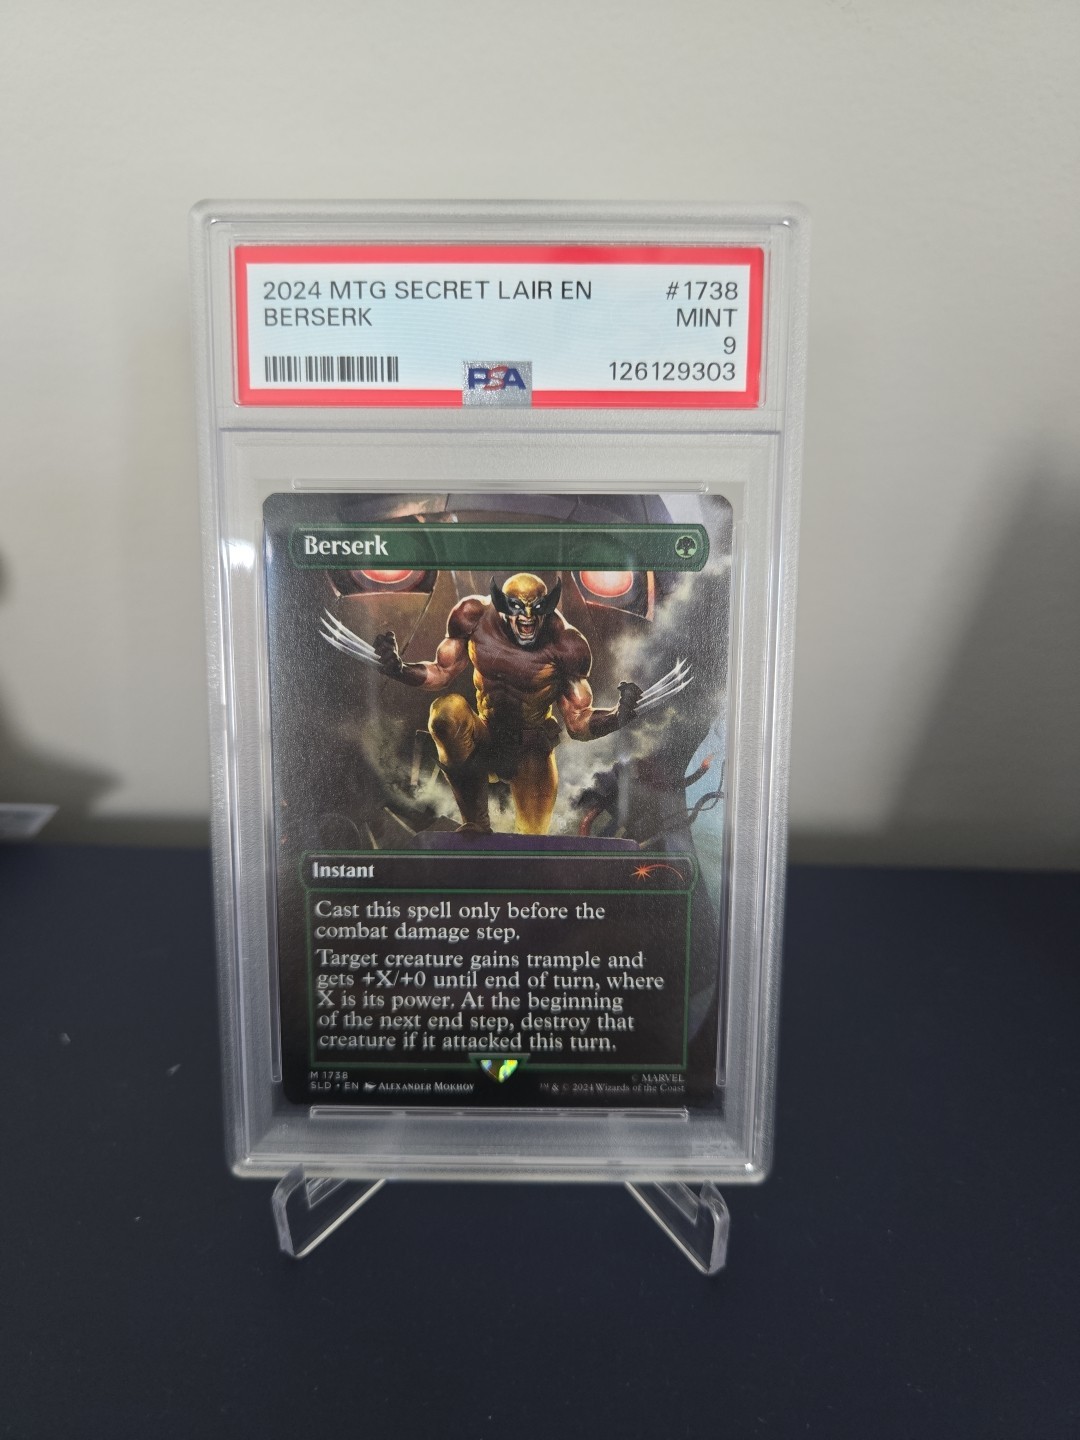 2024 MTG SECRET LAIR EN #1738
BERSERK MINT
9
PSA 126129303
Berserk
Instant
Cast this spell only before the
combat damage step.
Target creature gains trample and
gets +X/+0 until end of turn, where
X is its power. At the beginning
of the next end step, destroy that
creature if it attacked this turn.
M 1738 © MARVEL
SLD • EN ALEXANDER MOKHOV ™ & © 2024 Wizards of the Coast